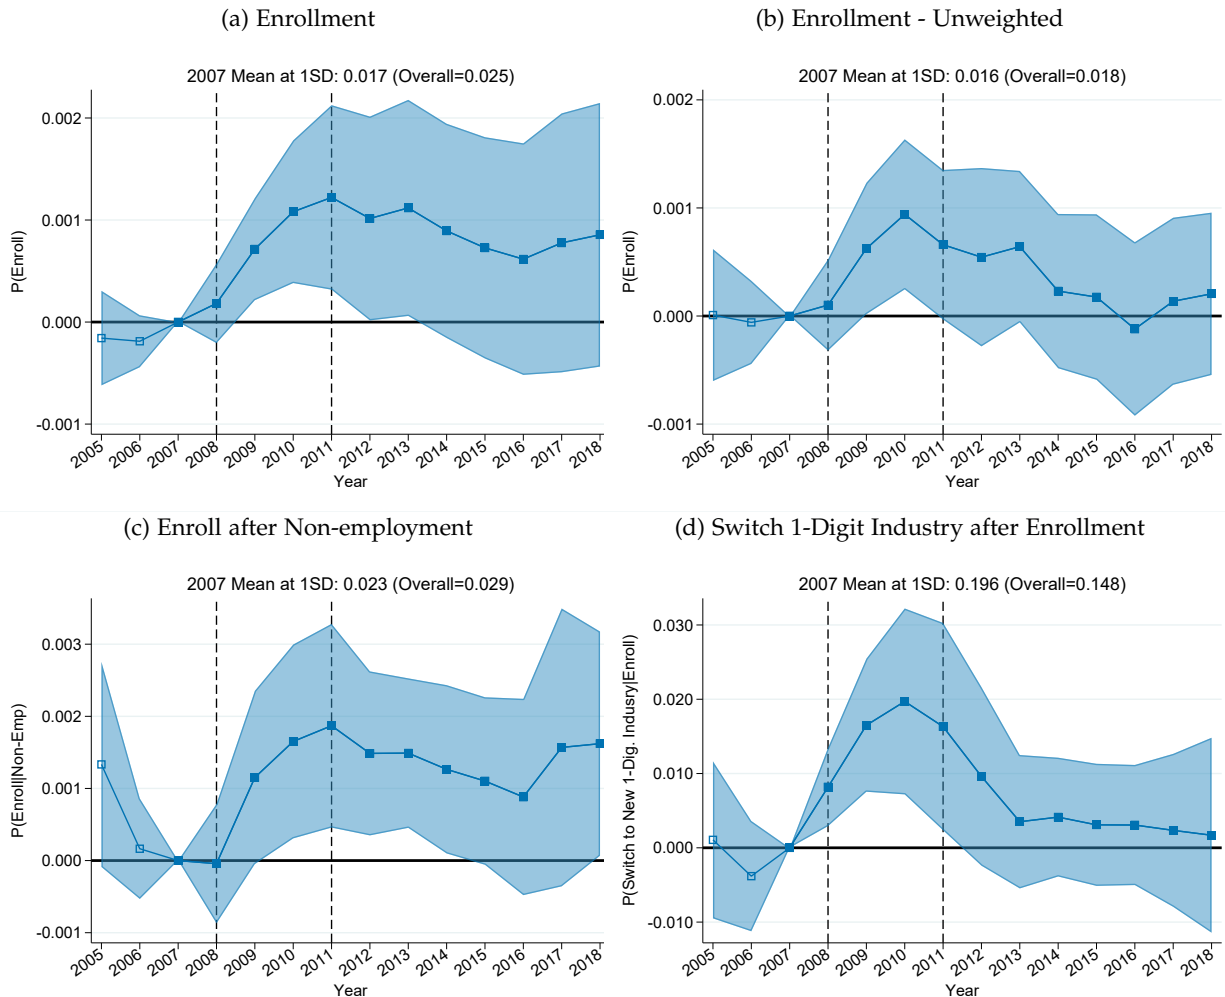 (a) Enrollment
2007 Mean at 1SD: 0.017 (Overall=0.025)
P(Enroll)
0.002
0.001
0.000
-0.001
2005 2006 2007 2008 2009 2010 2011 2012 2013 2014 2015 2016 2017 2018
Year
(b) Enrollment - Unweighted
2007 Mean at 1SD: 0.016 (Overall=0.018)
P(Enroll)
0.002
0.001
0.000
-0.001
2005 2006 2007 2008 2009 2010 2011 2012 2013 2014 2015 2016 2017 2018
Year
(c) Enroll after Non-employment
2007 Mean at 1SD: 0.023 (Overall=0.029)
P(Enroll|Non-Emp)
0.003
0.002
0.001
0.000
-0.001
2005 2006 2007 2008 2009 2010 2011 2012 2013 2014 2015 2016 2017 2018
Year
(d) Switch 1-Digit Industry after Enrollment
2007 Mean at 1SD: 0.196 (Overall=0.148)
P(Switch to New 1-Dig. Indusry|Enroll)
0.030
0.020
0.010
0.000
-0.010
2005 2006 2007 2008 2009 2010 2011 2012 2013 2014 2015 2016 2017 2018
Year